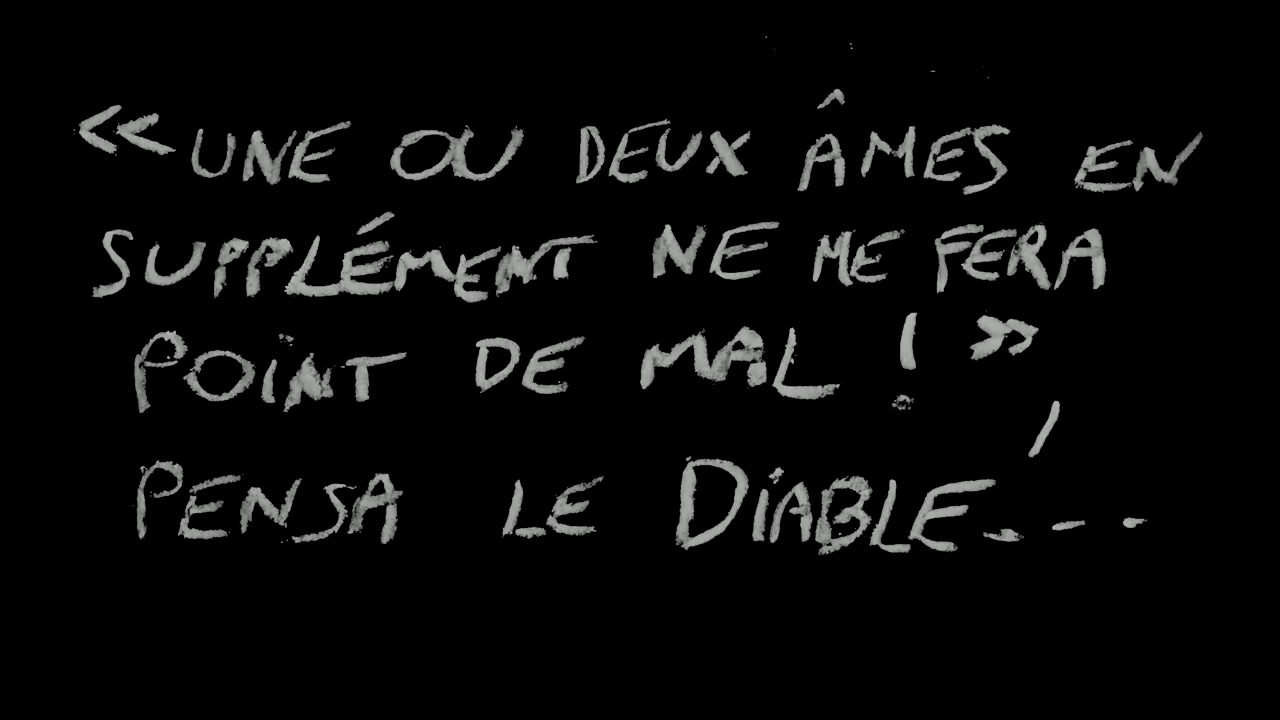 « UNE OU DEUX ÂMES EN
SUPPLÉMENT NE ME FERA
POINT DE MAL ! » ,
PENSA LE DIABLE...